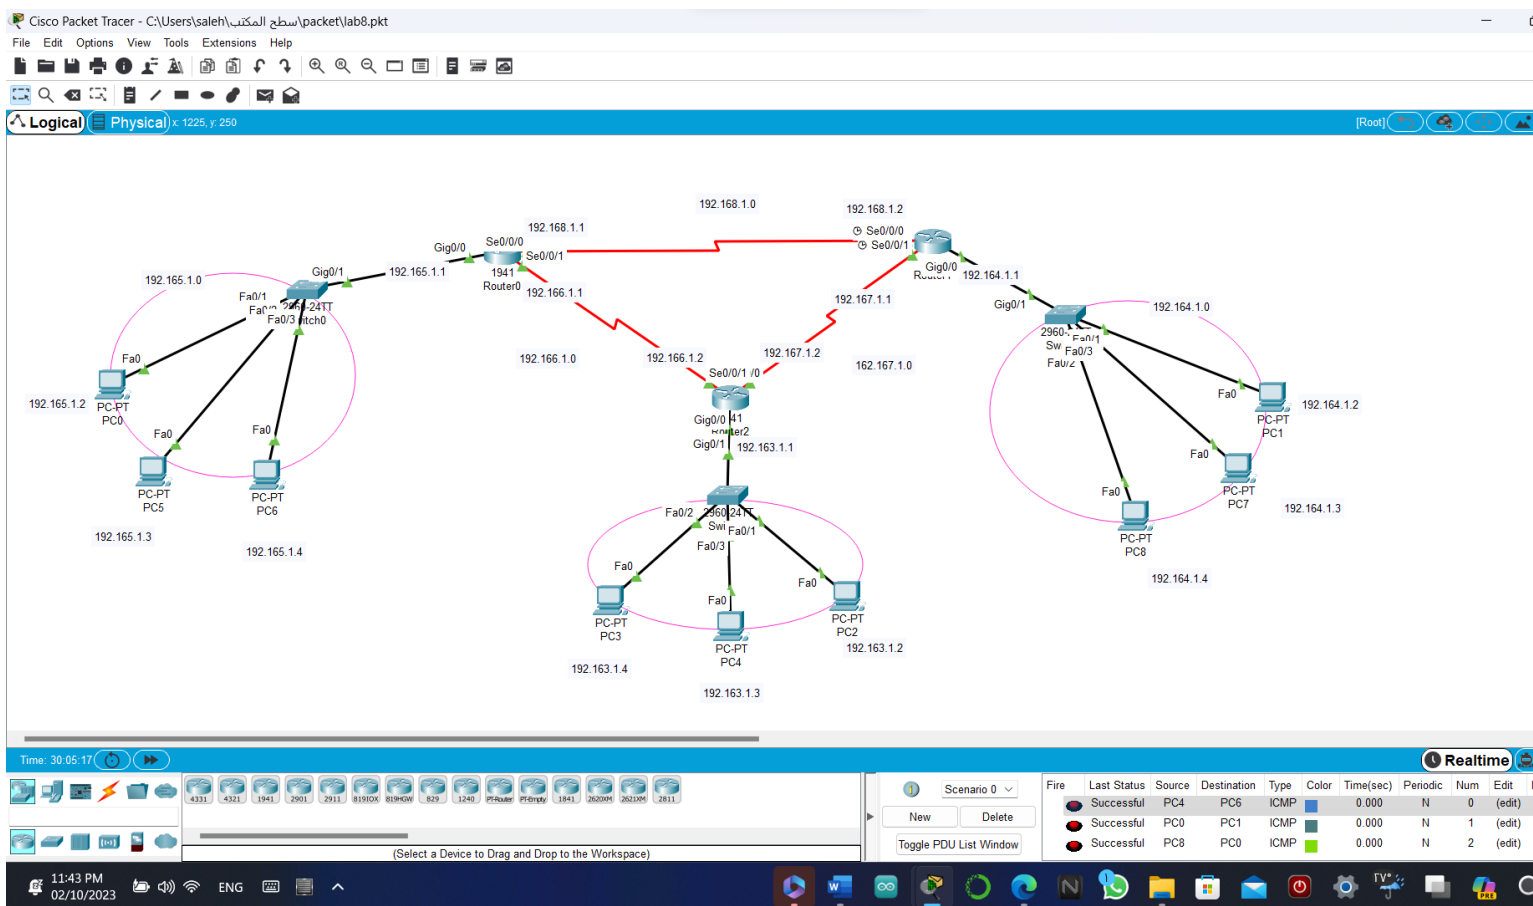 Cisco Packet Tracer - C:\Users\saleh\سطح المكتب\packet\lab8.pkt
File Edit Options View Tools Extensions Help
Logical Physical x: 1225, y: 250 [Root]
192.168.1.0
192.168.1.2
192.168.1.1
Se0/0/0
Se0/0/1
Gig0/0
Se0/0/0
Se0/0/1
1941
Router0
Gig0/0
192.164.1.1
192.165.1.1
Gig0/1
192.165.1.0
192.166.1.1
192.167.1.1
Gig0/1
192.164.1.0
Fa0/1
2960-24TT
Fa0/3
Fa0/1
Fa0/3
Fa0/2
192.166.1.0
192.166.1.2
192.167.1.2
162.167.1.0
Fa0
Se0/0/1
192.165.1.2
PC-PT
PC0
Fa0
192.164.1.2
PC-PT
PC1
Gig0/0
Router2
Gig0/1
192.163.1.1
Fa0
Fa0
Fa0
PC-PT
PC5
PC-PT
PC6
Fa0
PC-PT
PC7
192.164.1.3
192.165.1.3
192.165.1.4
Fa0/2
2960-24TT
Fa0/1
Fa0/3
PC-PT
PC8
192.164.1.4
Fa0
Fa0
Fa0
PC-PT
PC3
PC-PT
PC4
PC-PT
PC2
192.163.1.2
192.163.1.4
192.163.1.3
Time: 30:05:17 Realtime
4331 4321 1941 2901 2911 819IOX 819HGW 829 1240 PT-Router PT-Empty 1841 2620XM 2621XM 2811
(Select a Device to Drag and Drop to the Workspace)
Scenario 0
New Delete
Toggle PDU List Window
Fire Last Status Source Destination Type Color Time(sec) Periodic Num Edit
Successful PC4 PC6 ICMP 0.000 N 0 (edit)
Successful PC0 PC1 ICMP 0.000 N 1 (edit)
Successful PC8 PC0 ICMP 0.000 N 2 (edit)
11:43 PM
02/10/2023
ENG
٢٧°
PRE